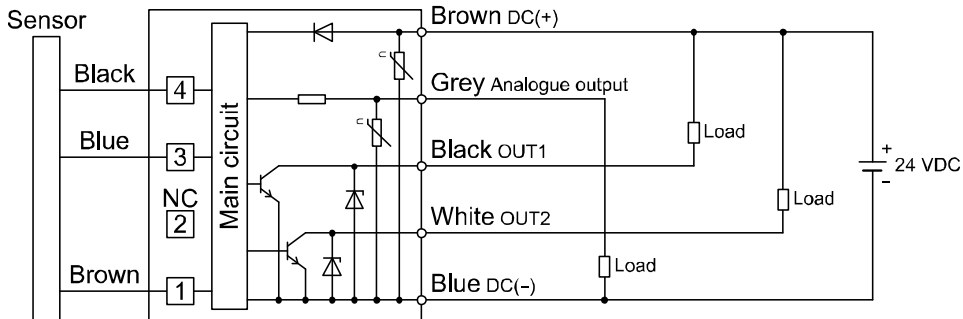 Sensor
Brown DC(+)
Black
4
Grey Analogue output
Blue
3
Main circuit
Load
Black OUT1
+
24 VDC
−
NC
2
Load
White OUT2
Load
Brown
1
Blue DC(−)
U
U